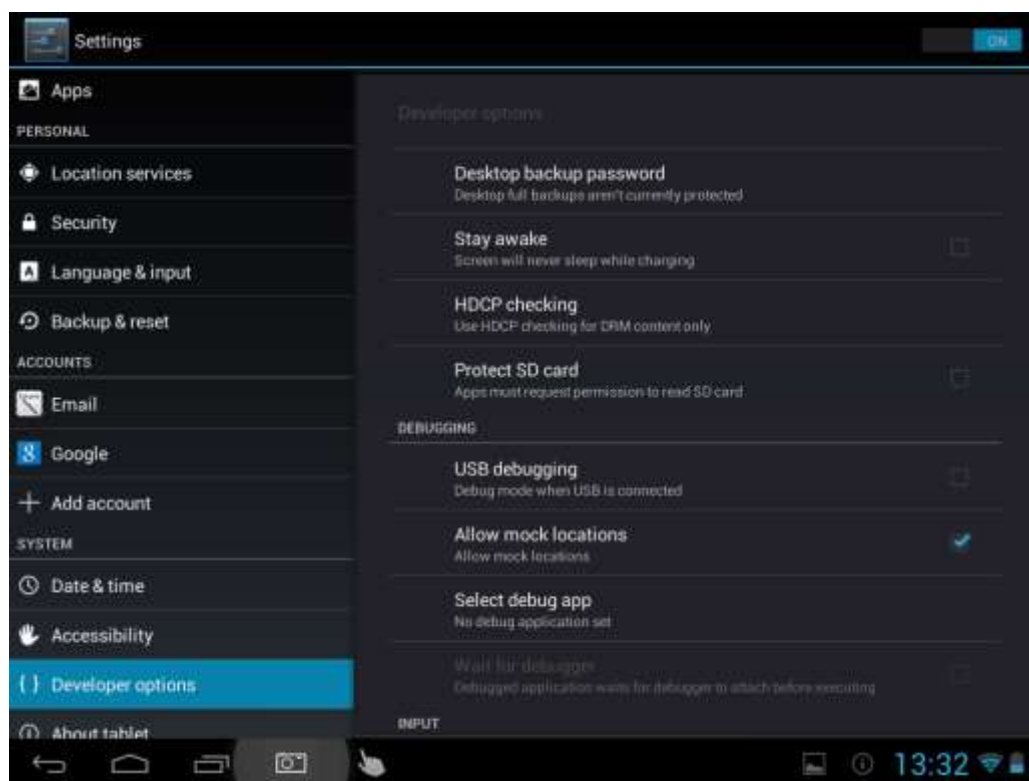 Settings
ON
Apps
PERSONAL
Location services
Security
Language & input
Backup & reset
ACCOUNTS
Email
Google
Add account
SYSTEM
Date & time
Accessibility
Developer options
About tablet
Developer options
Desktop backup password
Desktop full backups aren't currently protected
Stay awake
Screen will never sleep while charging
HDCP checking
Use HDCP checking for DRM content only
Protect SD card
Apps must request permission to read SD card
DEBUGGING
USB debugging
Debug mode when USB is connected
Allow mock locations
Allow mock locations
Select debug app
No debug application set
Wait for debugger
Debugged application waits for debugger to attach before executing
INPUT
13:32